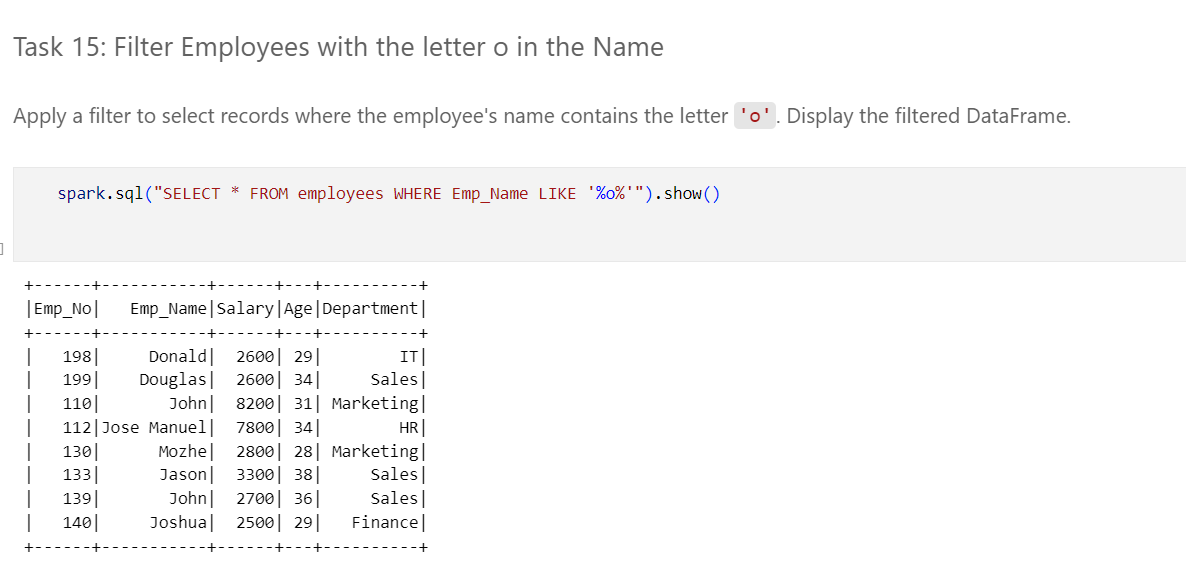 Task 15: Filter Employees with the letter o in the Name
Apply a filter to select records where the employee's name contains the letter 'o'. Display the filtered DataFrame.
spark.sql("SELECT * FROM employees WHERE Emp_Name LIKE '%o%'").show()
]
+------+-----------+------+---+----------+
|Emp_No|   Emp_Name|Salary|Age|Department|
+------+-----------+------+---+----------+
|   198|     Donald|  2600| 29|        IT|
|   199|    Douglas|  2600| 34|     Sales|
|   110|       John|  8200| 31| Marketing|
|   112|Jose Manuel|  7800| 34|        HR|
|   130|      Mozhe|  2800| 28| Marketing|
|   133|      Jason|  3300| 38|     Sales|
|   139|       John|  2700| 36|     Sales|
|   140|     Joshua|  2500| 29|   Finance|
+------+-----------+------+---+----------+